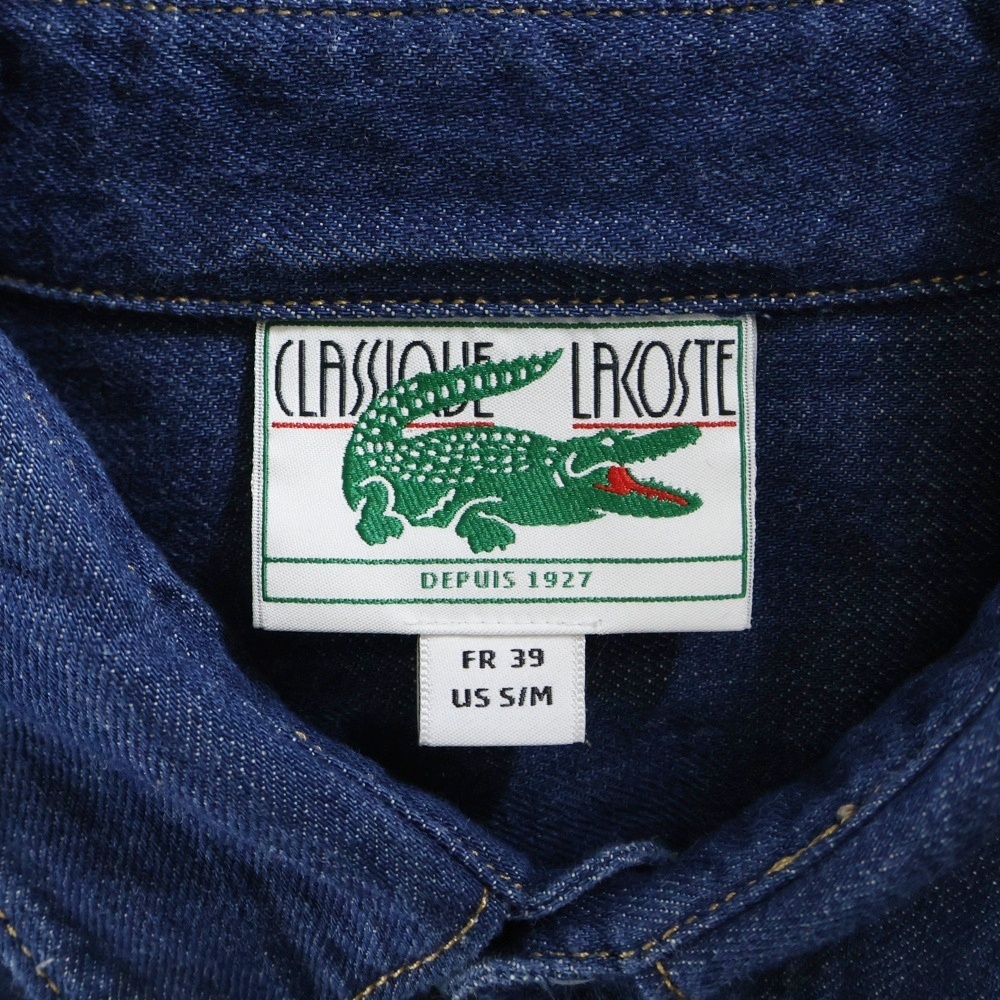 CLASSIQUE LACOSTE
DEPUIS 1927
FR 39
US S/M